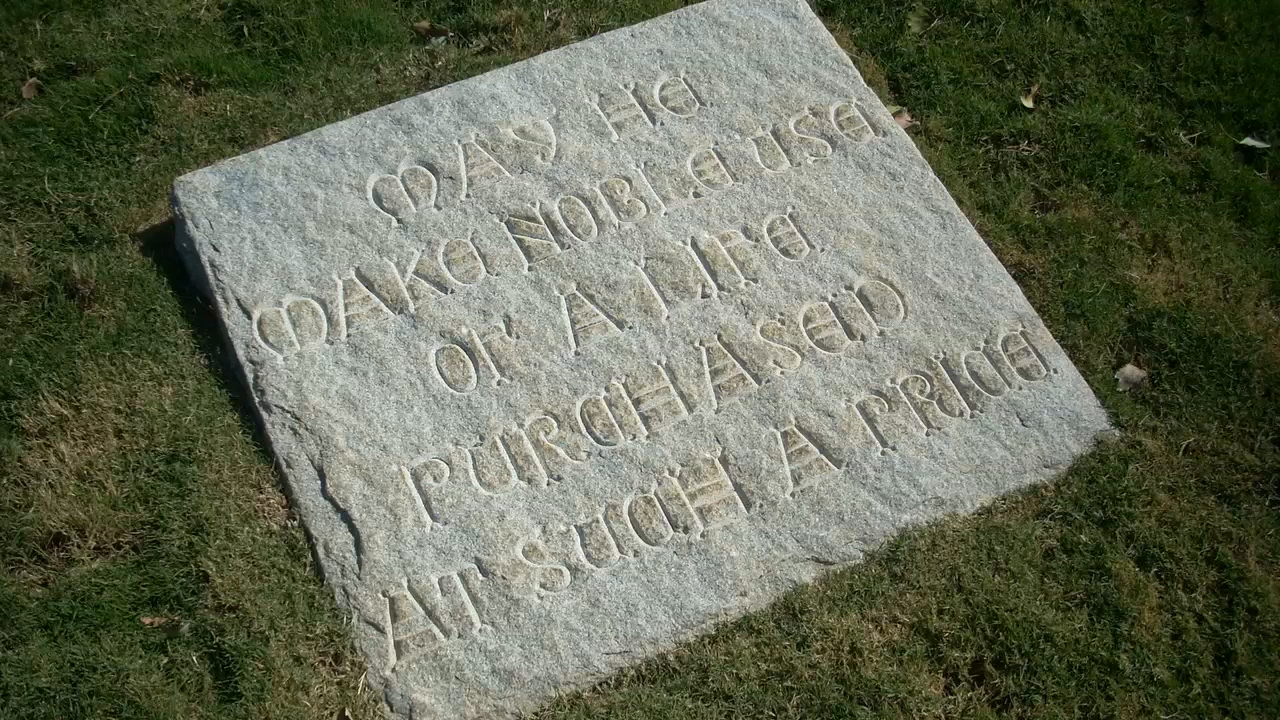 MAY HE
MAKE NOBLE USE
OF A LIFE
PURCHASED
AT SUCH A PRICE